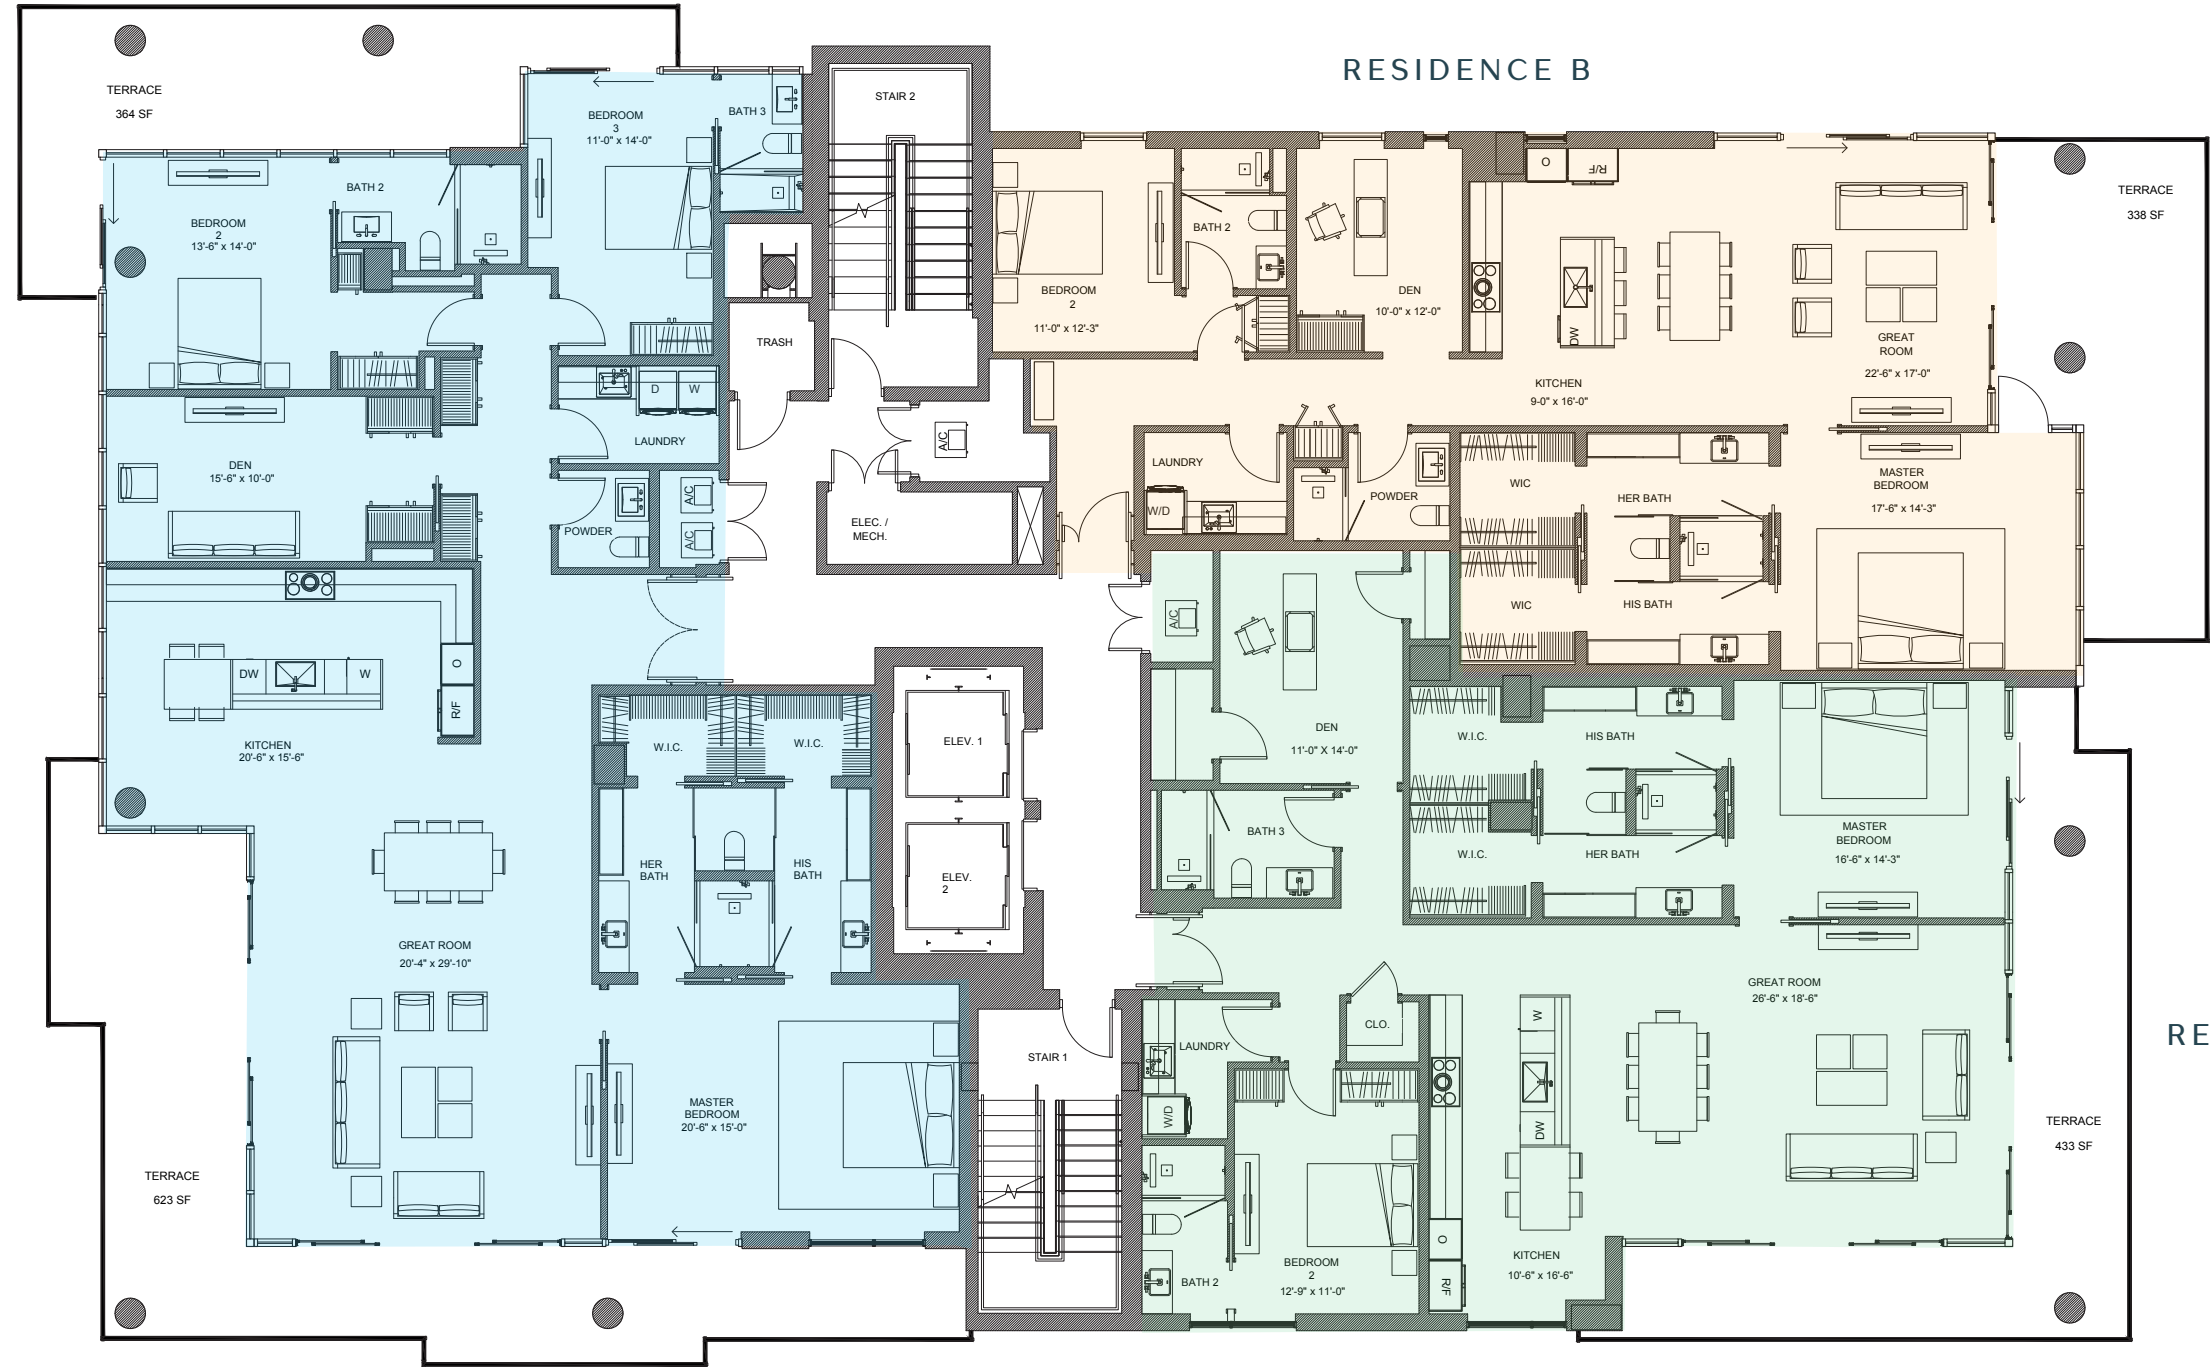 RESIDENCE B
TERRACE
364 SF
BEDROOM
3
11'-0" x 14'-0"
BATH 3
STAIR 2
BATH 2
BEDROOM
2
13'-6" x 14'-0"
TRASH
D
W
LAUNDRY
DEN
15'-6" x 10'-0"
POWDER
A/C
A/C
A/C
ELEC. /
MECH.
DW
W
O
R/F
KITCHEN
20'-6" x 15'-6"
W.I.C.
W.I.C.
HER
BATH
HIS
BATH
GREAT ROOM
20'-4" x 29'-10"
MASTER
BEDROOM
20'-6" x 15'-0"
TERRACE
623 SF
ELEV. 1
ELEV.
2
STAIR 1
BEDROOM
2
11'-0" x 12'-3"
BATH 2
DEN
10'-0" x 12'-0"
O
R/F
DW
KITCHEN
9-0" x 16'-0"
GREAT
ROOM
22'-6" x 17'-0"
TERRACE
338 SF
LAUNDRY
W/D
POWDER
WIC
WIC
HER BATH
HIS BATH
MASTER
BEDROOM
17'-6" x 14'-3"
A/C
DEN
11'-0" X 14'-0"
BATH 3
W.I.C.
W.I.C.
HIS BATH
HER BATH
MASTER
BEDROOM
16'-6" x 14'-3"
GREAT ROOM
26'-6" x 18'-6"
CLO.
LAUNDRY
W/D
W
DW
O
R/F
BATH 2
BEDROOM
2
12'-9" x 11'-0"
KITCHEN
10'-6" x 16'-6"
TERRACE
433 SF
RE